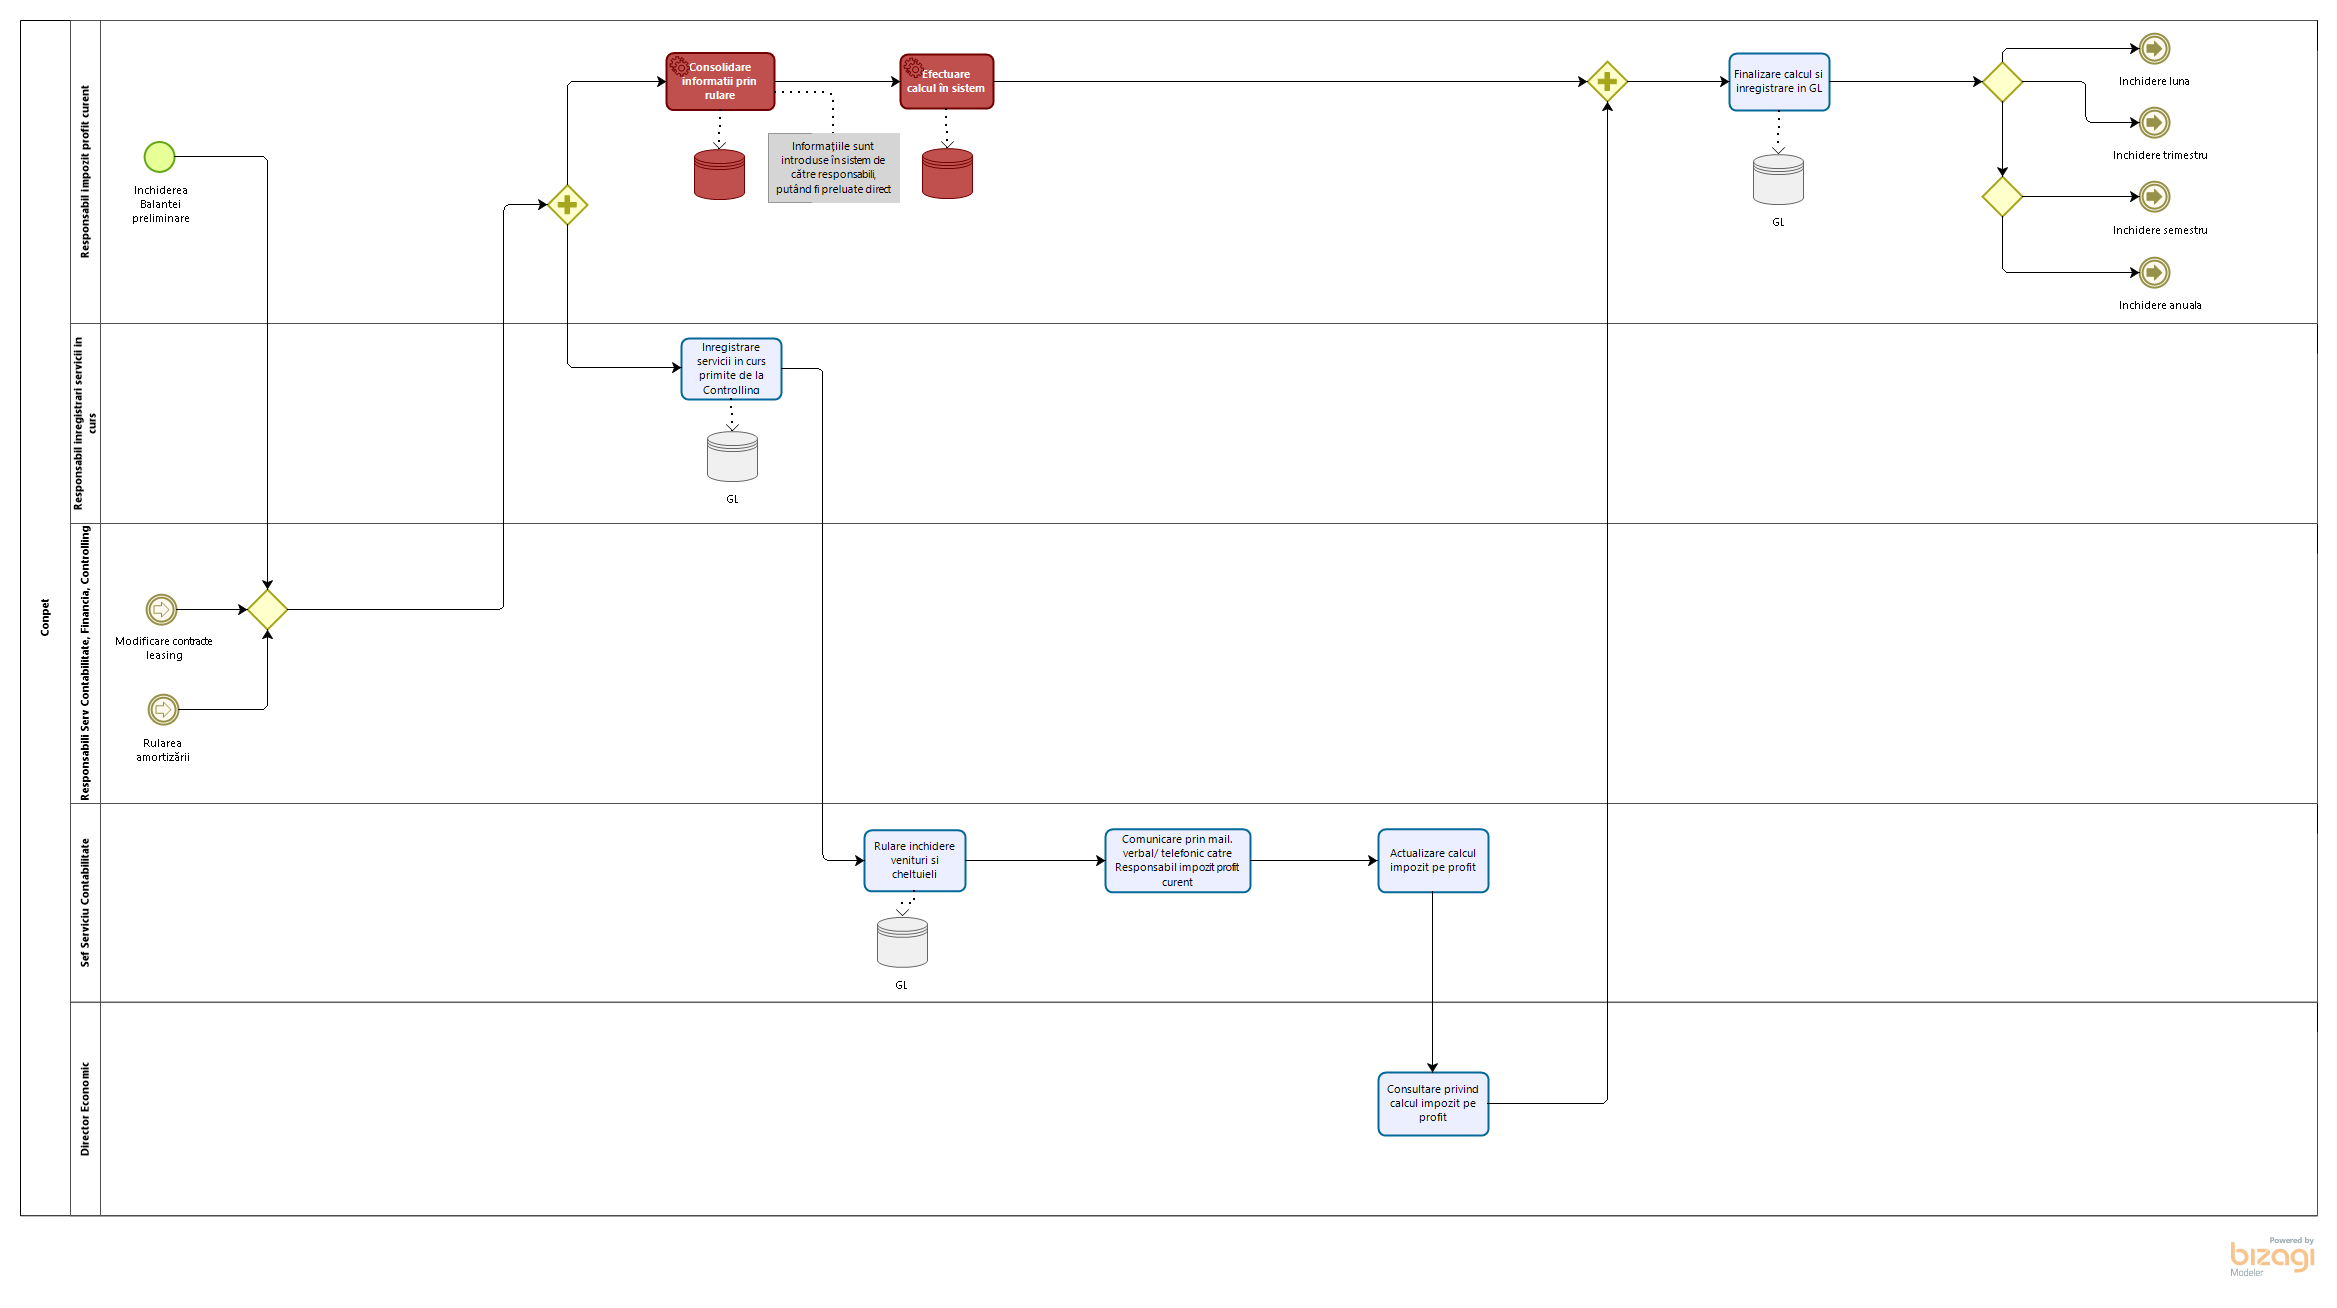 Conpet
Responsabil impozit profit curent
Inchiderea
Balantei
preliminare
Consolidare
informatii prin
rulare
Efectuare
calcul în sistem
Informațiile sunt
introduse în sistem de
către responsabili,
putând fi preluate direct
Finalizare calcul si
inregistrare in GL
GL
Inchidere luna
Inchidere trimestru
Inchidere semestru
Inchidere anuala
Responsabil inregistrari servicii in
curs
Inregistrare
servicii in curs
primite de la
Controlling
GL
Responsabili Serv Contabilitate, Financia, Controlling
Modificare contracte
leasing
Rularea
amortizării
Sef Serviciu Contabilitate
Rulare inchidere
venituri si
cheltuieli
GL
Comunicare prin mail.
verbal/ telefonic catre
Responsabil impozit profit
curent
Actualizare calcul
impozit pe profit
Director Economic
Consultare privind
calcul impozit pe
profit
Powered by
bizagi
Modeler